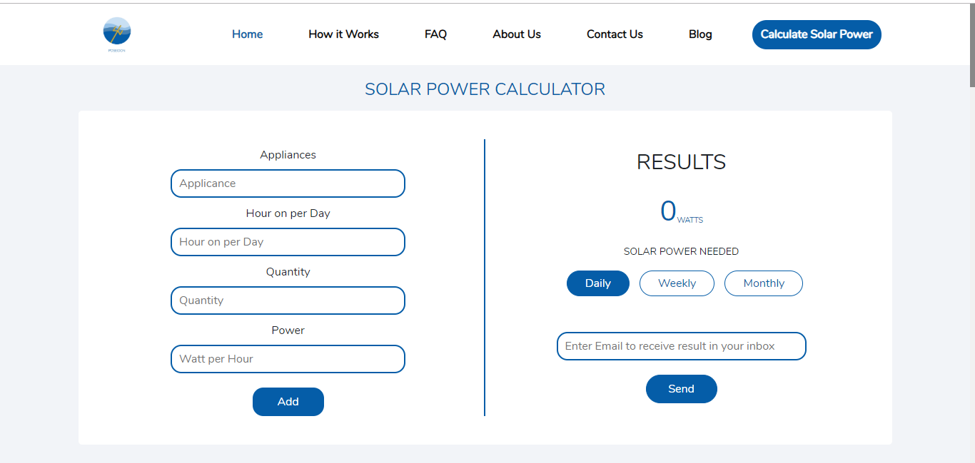 Home How it Works FAQ About Us Contact Us Blog Calculate Solar Power
SOLAR POWER CALCULATOR
Appliances
Applicance
Hour on per Day
Hour on per Day
Quantity
Quantity
Power
Watt per Hour
Add
RESULTS
0 WATTS
SOLAR POWER NEEDED
Daily Weekly Monthly
Enter Email to receive result in your inbox
Send